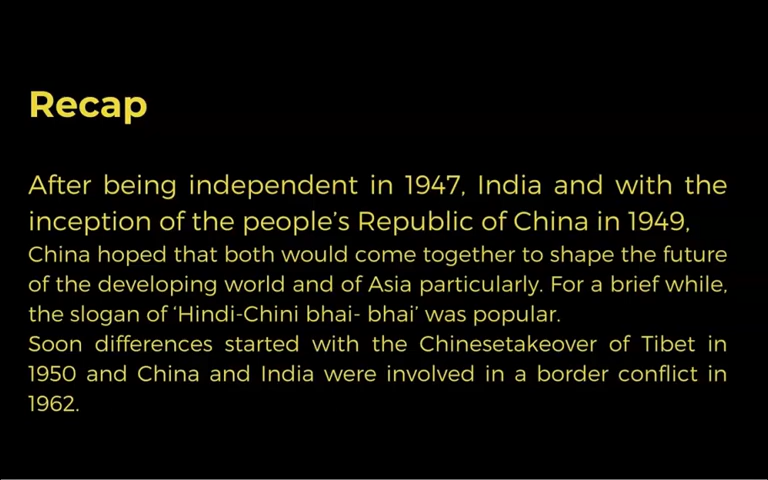 Recap
After being independent in 1947, India and with the
inception of the people's Republic of China in 1949,
China hoped that both would come together to shape the future
of the developing world and of Asia particularly. For a brief while,
the slogan of ‘Hindi-Chini bhai- bhai’ was popular.
Soon differences started with the Chinesetakeover of Tibet in
1950 and China and India were involved in a border conflict in
1962.